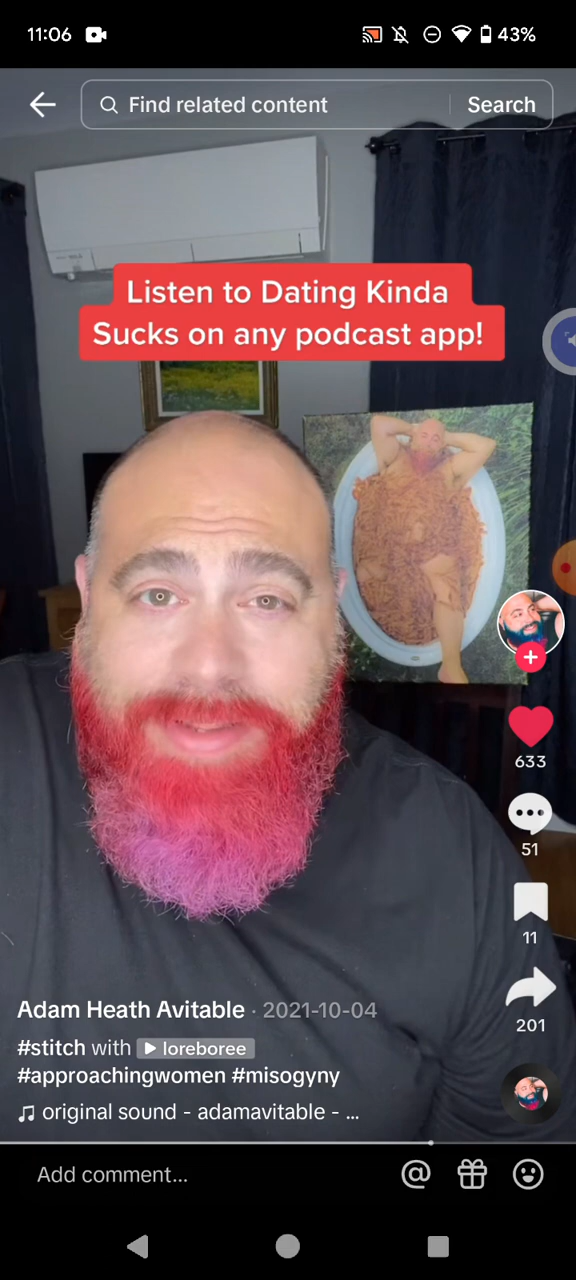 11:06
43%
Find related content
Search
Listen to Dating Kinda
Sucks on any podcast app!
633
51
11
201
Adam Heath Avitable · 2021-10-04
#stitch with loreboree
#approachingwomen #misogyny
original sound - adamavitable - ...
Add comment...